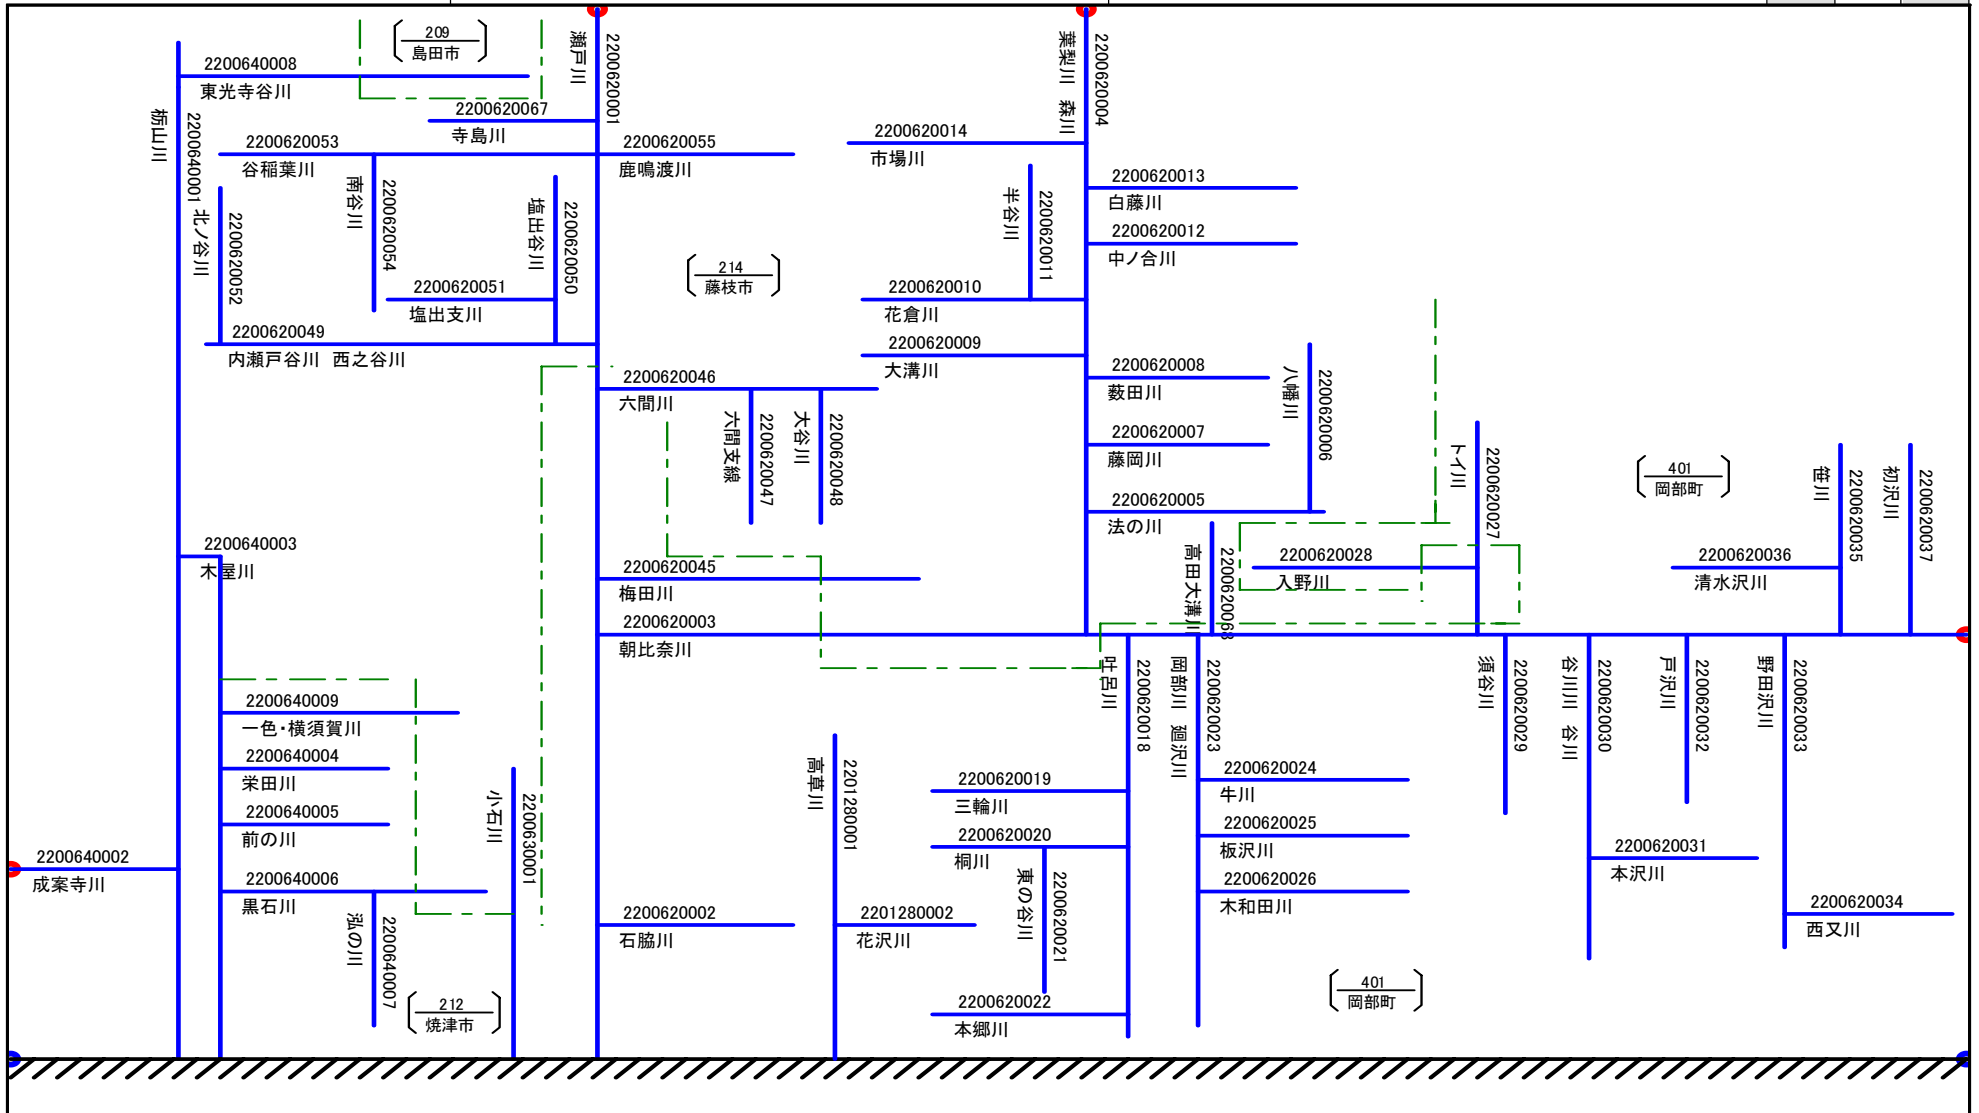 209
島田市
瀬戸川
2200620001
葉梨川　森川
2200620004
2200640008
東光寺谷川
栃山川
2200640001
2200620067
寺島川
2200620053
谷稲葉川
2200620055
鹿鳴渡川
2200620014
市場川
南谷川
2200620054
塩出谷川
2200620050
半谷川
2200620011
2200620013
白藤川
2200620012
中ノ合川
北ノ谷川
2200620052
214
藤枝市
2200620051
塩出支川
2200620010
花倉川
2200620049
内瀬戸谷川　西之谷川
2200620009
大溝川
2200620046
六間川
2200620008
薮田川
八幡川
2200620006
六間支線
2200620047
大谷川
2200620048
2200620007
藤岡川
トイ川
2200620027
401
岡部町
笹川
2200620035
初沢川
2200620037
2200620005
法の川
2200640003
木屋川
2200620045
梅田川
高田大溝川
2200620068
2200620028
入野川
2200620036
清水沢川
2200620003
朝比奈川
叶呂川
2200620018
岡部川　廻沢川
2200620023
須谷川
2200620029
谷川川　谷川
2200620030
戸沢川
2200620032
野田沢川
2200620033
2200640009
一色・横須賀川
2200640004
栄田川
2200640005
前の川
小石川
2200630001
高草川
2201280001
2200620019
三輪川
2200620020
桐川
2200620024
牛川
2200620025
板沢川
2200620031
本沢川
2200640002
成案寺川
2200640006
黒石川
泓の川
2200640007
2200620002
石脇川
2201280002
花沢川
東の谷川
2200620021
2200620026
木和田川
2200620034
西又川
212
焼津市
2200620022
本郷川
401
岡部町